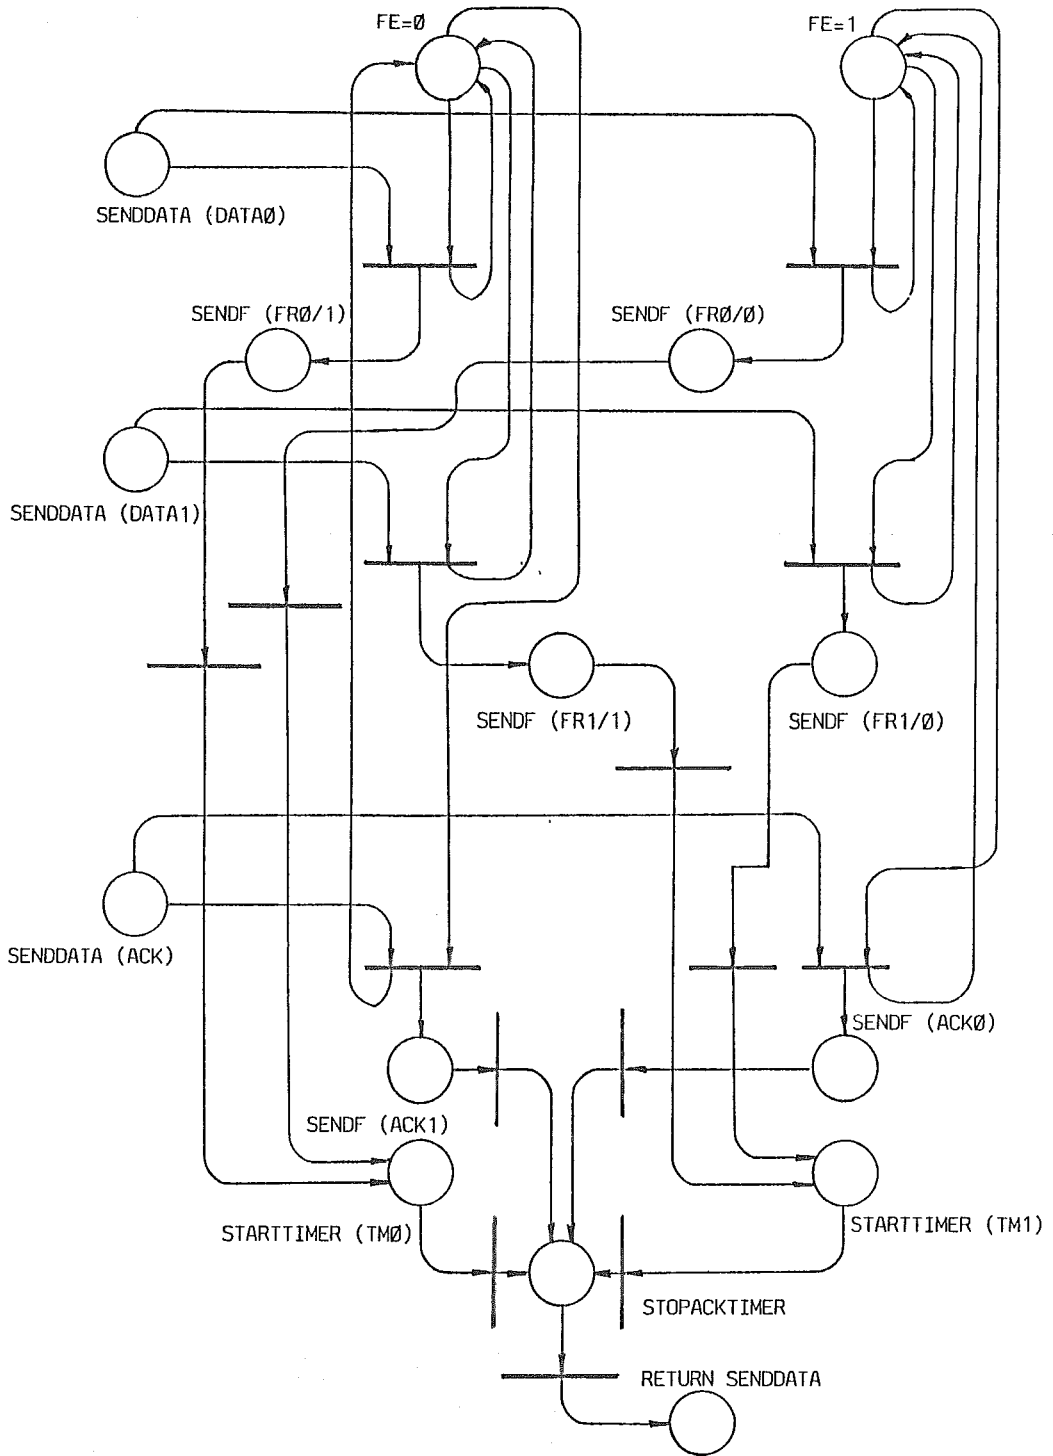 FE=Ø
FE=1
SENDDATA (DATAØ)
SENDF (FRØ/1)
SENDF (FRØ/Ø)
SENDDATA (DATA1)
SENDF (FR1/1)
SENDF (FR1/Ø)
SENDDATA (ACK)
SENDF (ACKØ)
SENDF (ACK1)
STARTTIMER (TMØ)
STARTTIMER (TM1)
STOPACKTIMER
RETURN SENDDATA